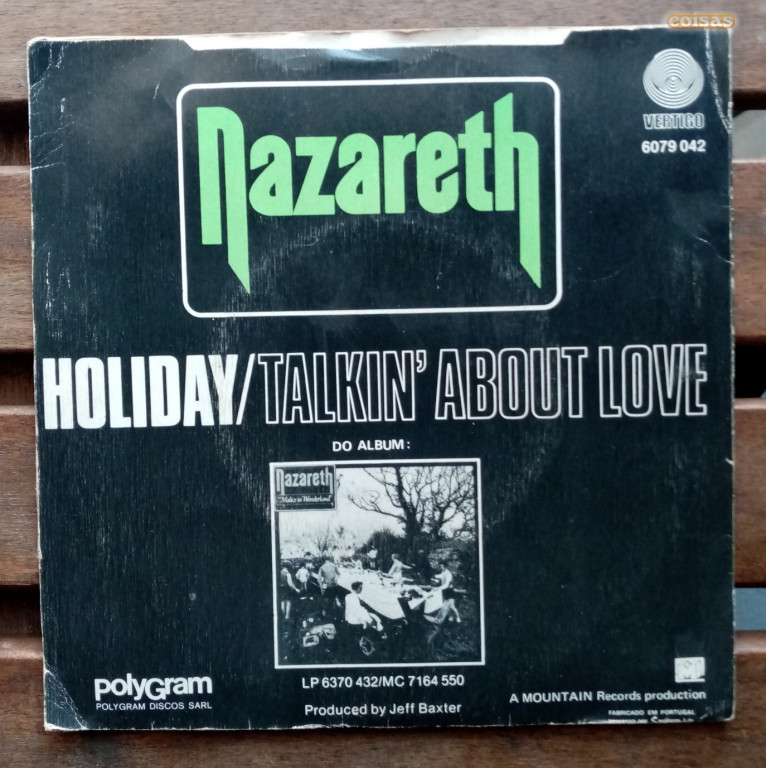 coisas
Nazareth
VERTIGO
6079 042
HOLIDAY/TALKIN' ABOUT LOVE
DO ALBUM:
Nazareth
"Malice in Wonderland"
LP 6370 432/MC 7164 550
Produced by Jeff Baxter
polyGram
POLYGRAM DISCOS SARL
A MOUNTAIN Records production
FABRICADO EM PORTUGAL